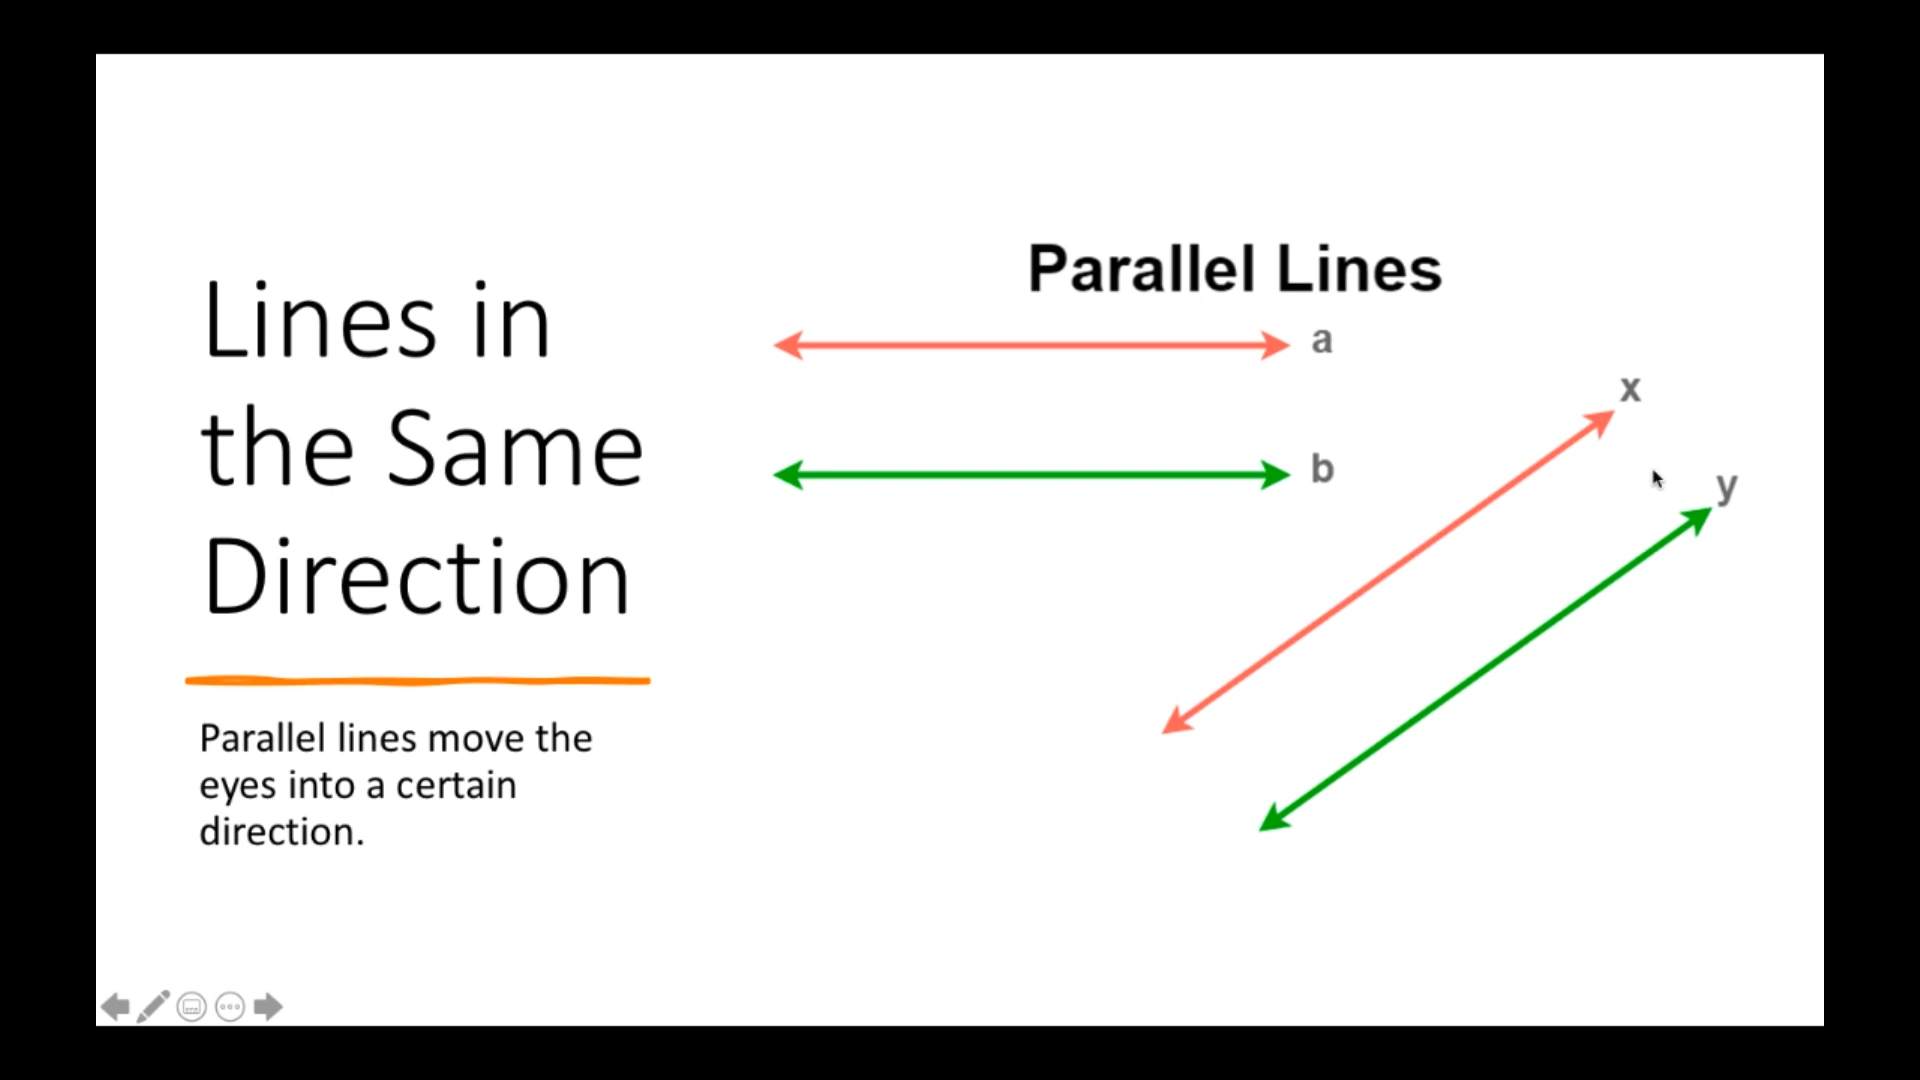 Lines in
the Same
Direction
Parallel lines move the
eyes into a certain
direction.
Parallel Lines
a
b
x
y